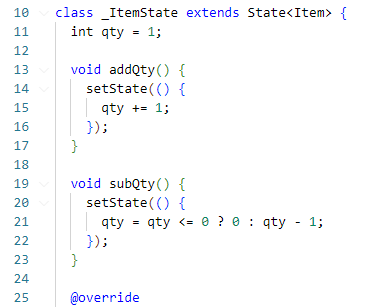 10 class _ItemState extends State<Item> {
11 int qty = 1;
12
13 void addQty() {
14 setState(() {
15 qty += 1;
16 });
17 }
18
19 void subQty() {
20 setState(() {
21 qty = qty <= 0 ? 0 : qty - 1;
22 });
23 }
24
25 @override